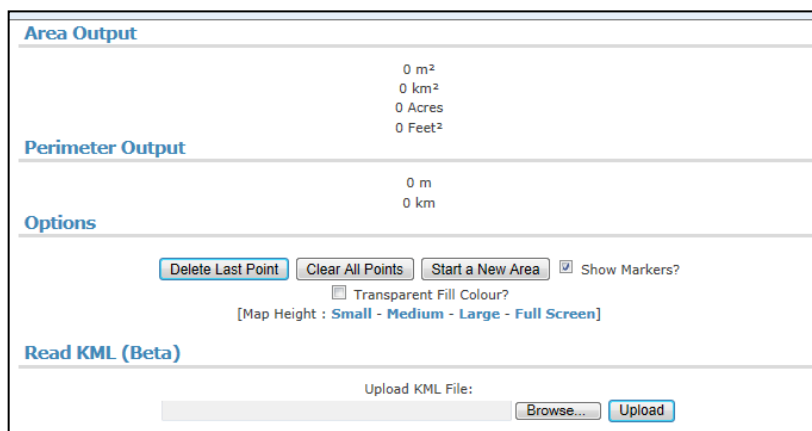 Area Output
0 m²
0 km²
0 Acres
0 Feet²
Perimeter Output
0 m
0 km
Options
Delete Last Point Clear All Points Start a New Area Show Markers?
Transparent Fill Colour?
[Map Height : Small - Medium - Large - Full Screen]
Read KML (Beta)
Upload KML File:
Browse... Upload